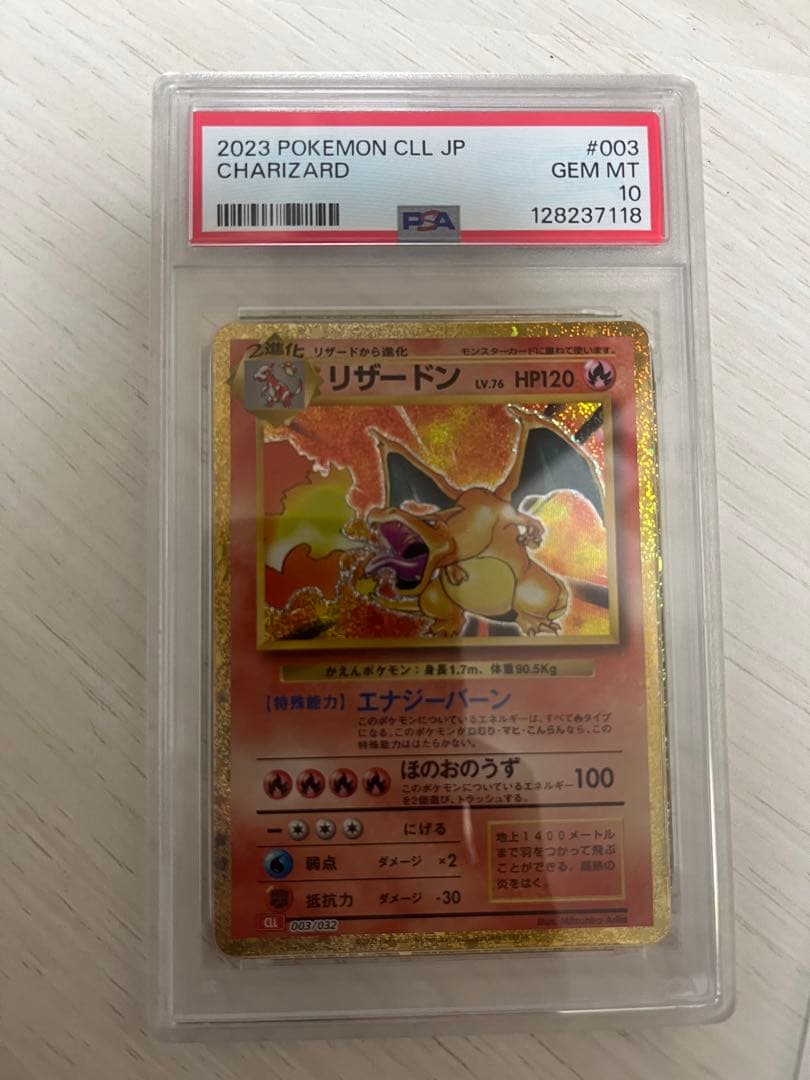 2023 POKEMON CLL JP #003
CHARIZARD GEM MT
10
PSA 128237118
2進化 リザードから進化 モンスターカードに重ねて使います。
リザードン LV.76 HP120
かえんポケモン:身長1.7m、体重90.5Kg
[特殊能力] エナジーバーン
このポケモンについているエネルギーは、すべて タイプ
になる。このポケモンがねむり・マヒ・こんらんなら、この
特殊能力ははたらかない。
ほのおのうず 100
このポケモンについているエネルギー
を2個選び、トラッシュする。
にげる
弱点 ダメージ ×2
抵抗力 ダメージ -30
地上1400メートル
まで羽をつかって飛ぶ
ことができる。高熱の
炎をはく。
Illus. Mitsuhiro Arita
CLL 003/032